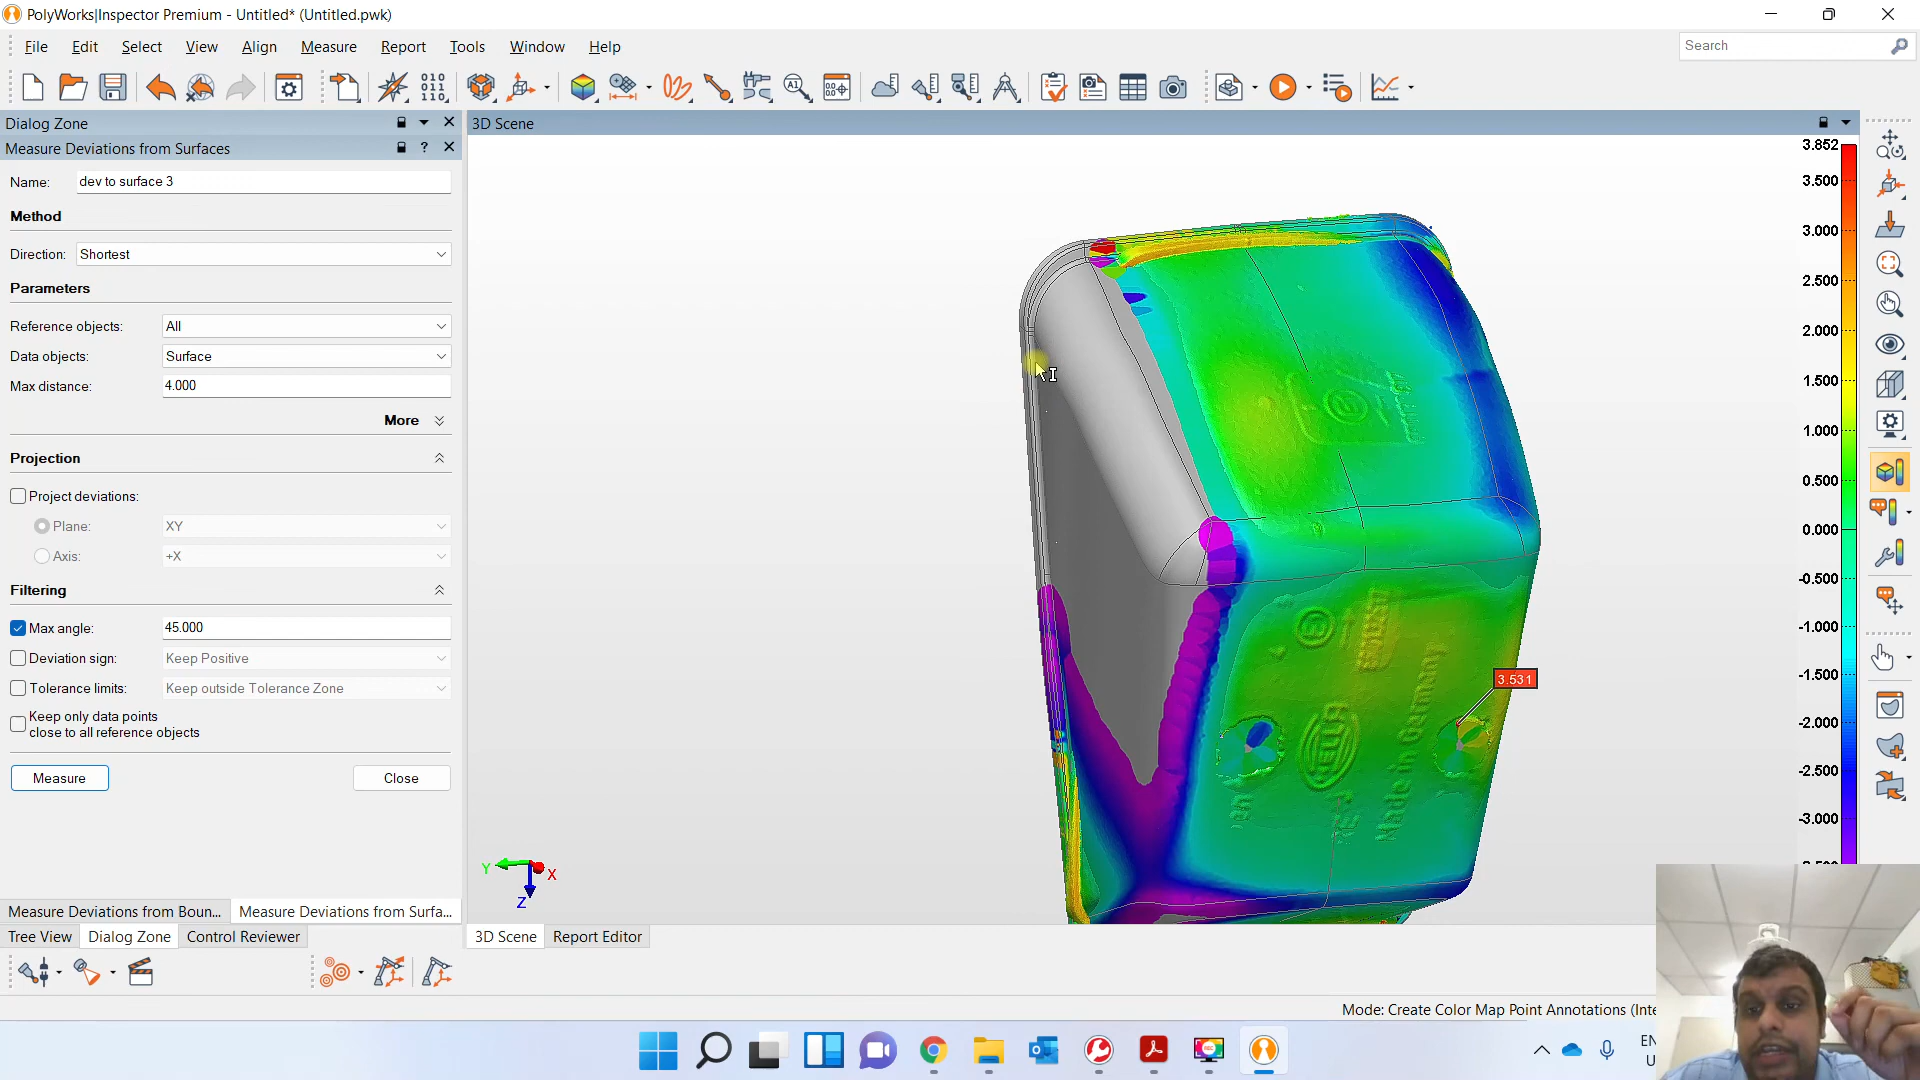 PolyWorks|Inspector Premium - Untitled* (Untitled.pwk)
File Edit Select View Align Measure Report Tools Window Help
Search
Dialog Zone
3D Scene
Measure Deviations from Surfaces
Name: dev to surface 3
Method
Direction: Shortest
Parameters
Reference objects: All
Data objects: Surface
Max distance: 4.000
More
Projection
Project deviations:
Plane: XY
Axis: +X
Filtering
Max angle: 45.000
Deviation sign: Keep Positive
Tolerance limits: Keep outside Tolerance Zone
Keep only data points
close to all reference objects
Measure Close
3.852
3.500
3.000
2.500
2.000
1.500
1.000
0.500
0.000
-0.500
-1.000
-1.500
-2.000
-2.500
-3.000
3.531
Made in Germany
Y X
Z
Measure Deviations from Boun... Measure Deviations from Surfa...
Tree View Dialog Zone Control Reviewer
3D Scene Report Editor
Mode: Create Color Map Point Annotations (Inte